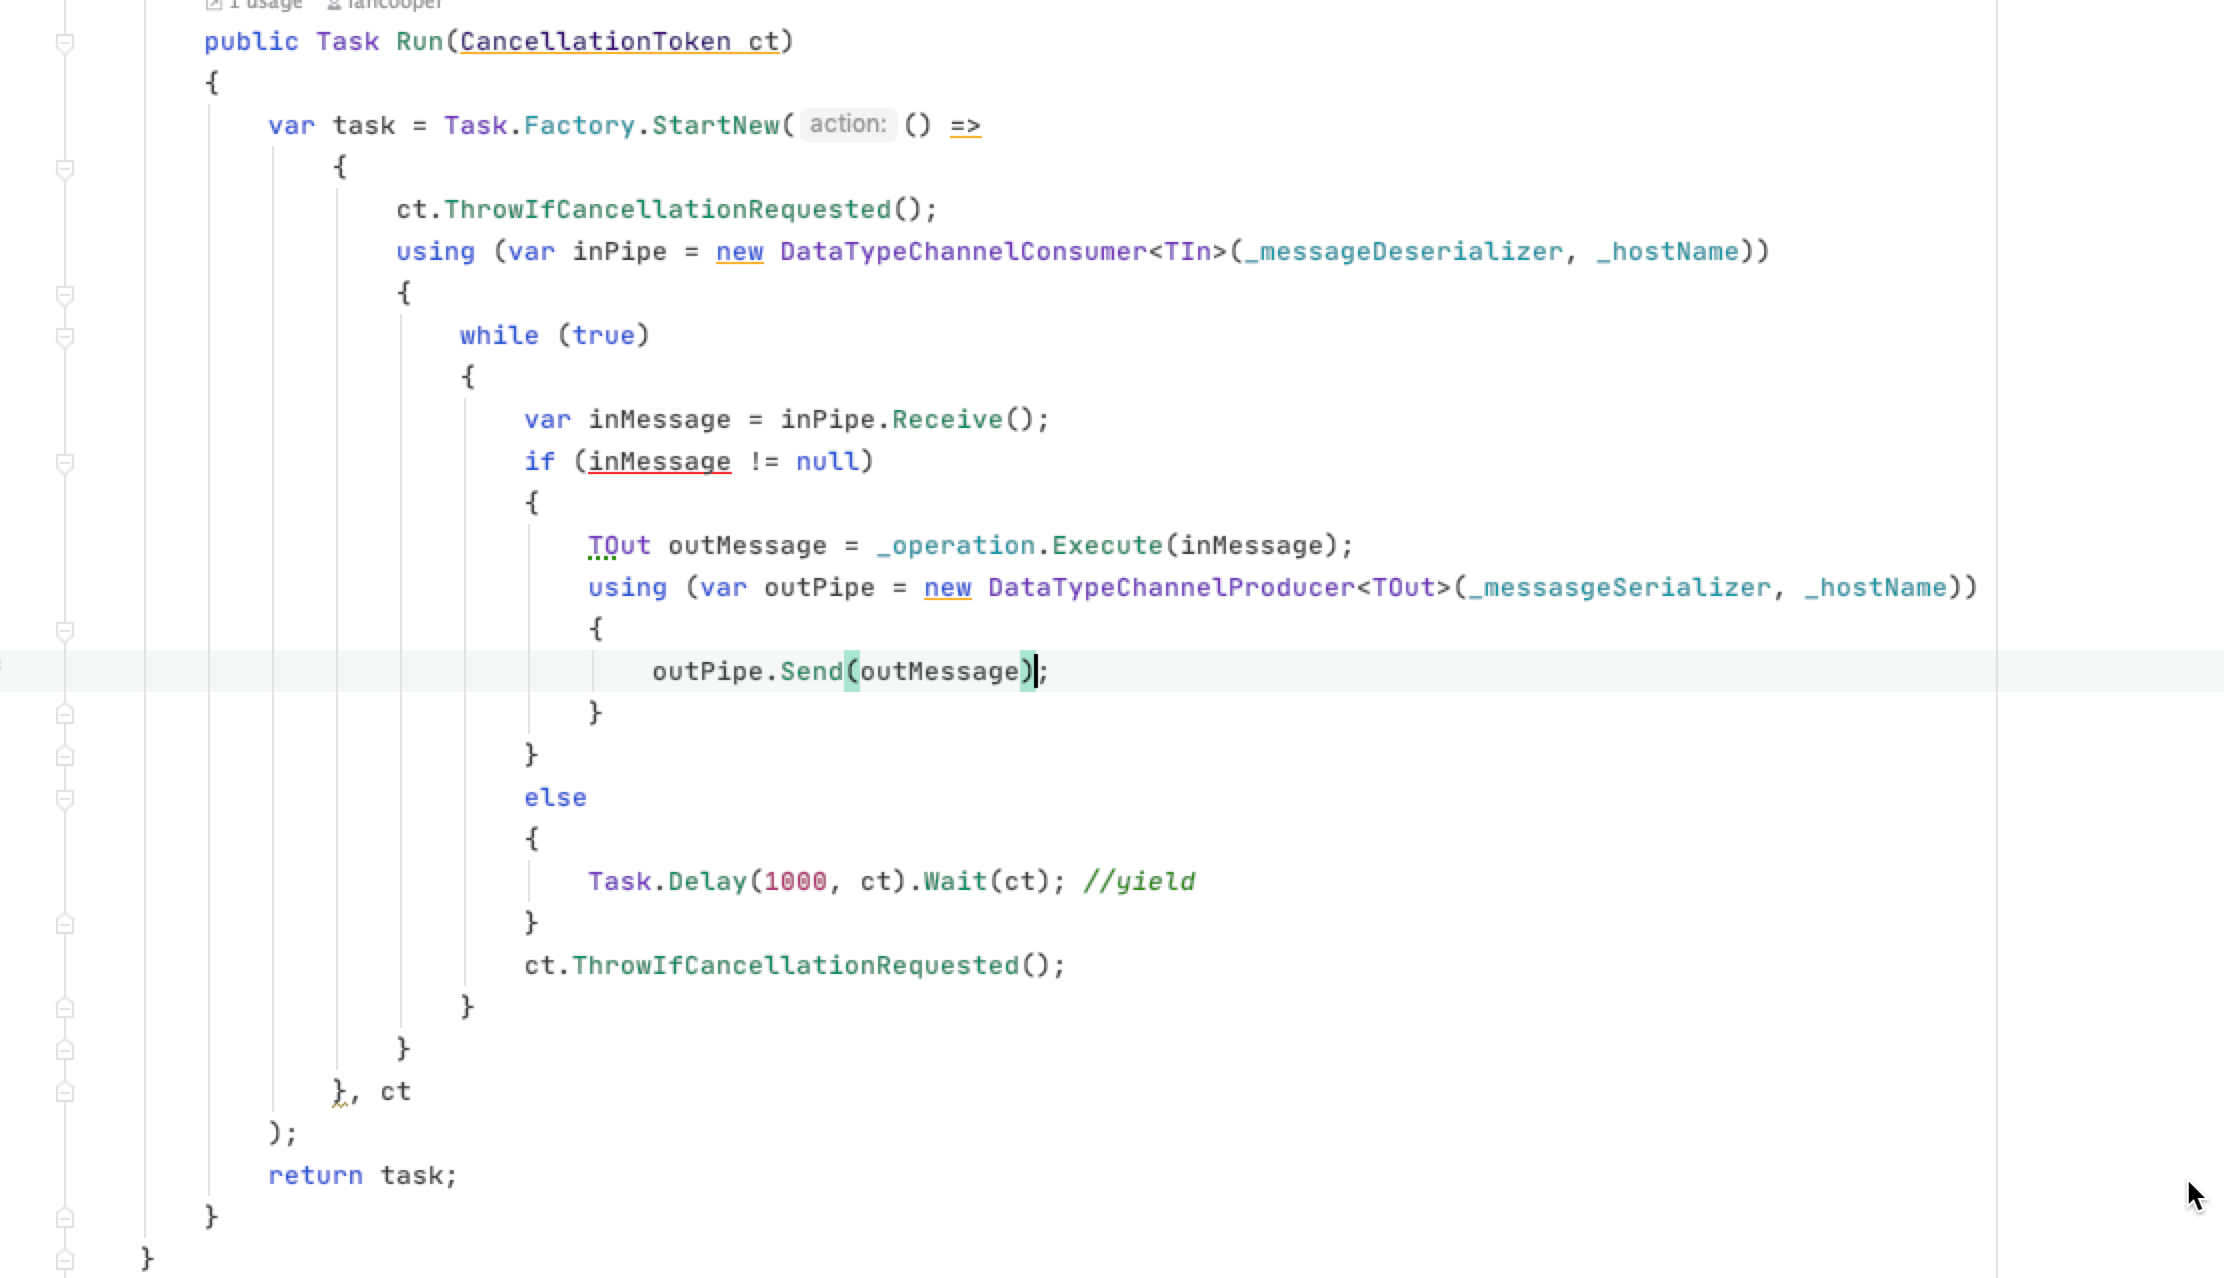 1 usage iancooper
public Task Run(CancellationToken ct)
{
var task = Task.Factory.StartNew( action: () =>
{
ct.ThrowIfCancellationRequested();
using (var inPipe = new DataTypeChannelConsumer<TIn>(_messageDeserializer, _hostName))
{
while (true)
{
var inMessage = inPipe.Receive();
if (inMessage != null)
{
TOut outMessage = _operation.Execute(inMessage);
using (var outPipe = new DataTypeChannelProducer<TOut>(_messasgeSerializer, _hostName))
{
outPipe.Send(outMessage);
}
}
else
{
Task.Delay(1000, ct).Wait(ct); //yield
}
ct.ThrowIfCancellationRequested();
}
}
}, ct
);
return task;
}
}